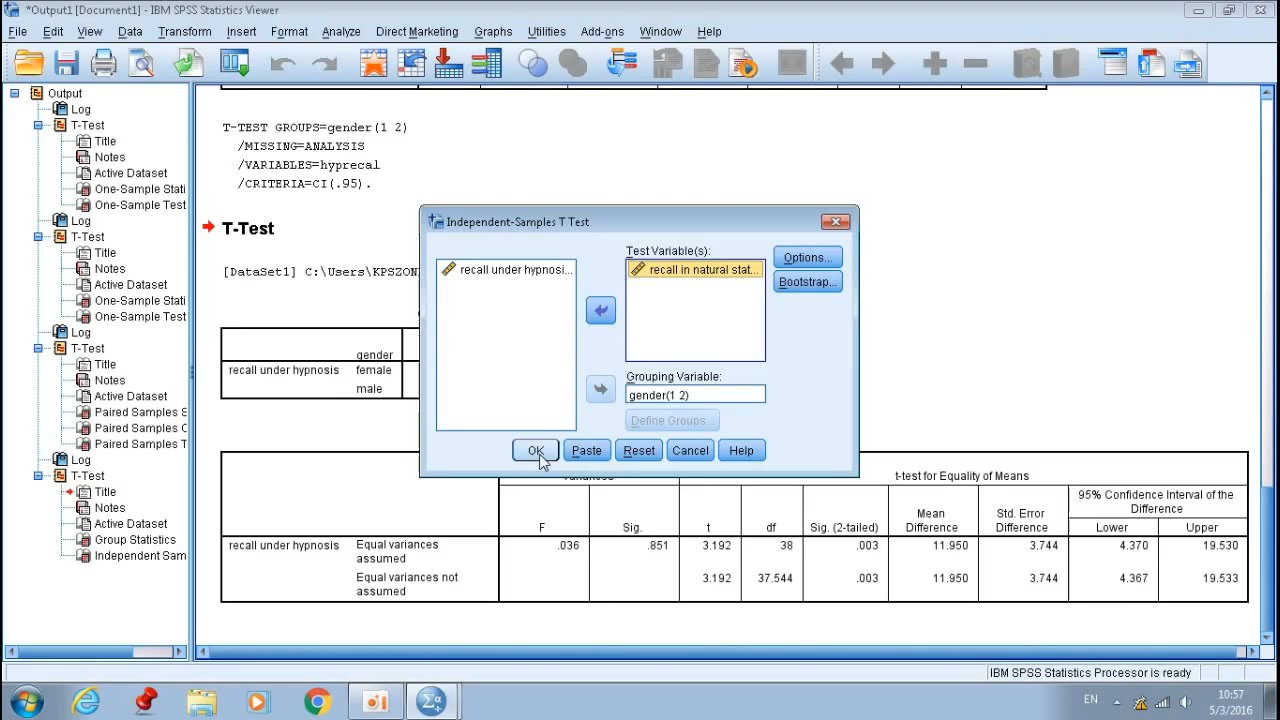 *Output1 [Document1] - IBM SPSS Statistics Viewer
File Edit View Data Transform Insert Format Analyze Direct Marketing Graphs Utilities Add-ons Window Help
Output
Log
T-Test
Title
Notes
Active Dataset
One-Sample Stati
One-Sample Test
Log
T-Test
Title
Notes
Active Dataset
One-Sample Stati
One-Sample Test
Log
T-Test
Title
Notes
Active Dataset
Paired Samples S
Paired Samples C
Paired Samples T
Log
T-Test
Title
Notes
Active Dataset
Group Statistics
Independent Sam
T-TEST GROUPS=gender(1 2)
/MISSING=ANALYSIS
/VARIABLES=hyprecal
/CRITERIA=CI(.95).
T-Test
[DataSet1] C:\Users\KPSZON
gender
recall under hypnosis female
male
Independent-Samples T Test
recall under hypnosi...
Test Variable(s):
recall in natural stat...
Options...
Bootstrap...
Grouping Variable:
gender(1 2)
Define Groups...
OK Paste Reset Cancel Help
t-test for Equality of Means
95% Confidence Interval of the
Difference
F Sig. t df Sig. (2-tailed) Mean Difference Std. Error Difference Lower Upper
recall under hypnosis Equal variances assumed .036 .851 3.192 38 .003 11.950 3.744 4.370 19.530
Equal variances not assumed 3.192 37.544 .003 11.950 3.744 4.367 19.533
IBM SPSS Statistics Processor is ready
EN
10:57
5/3/2016